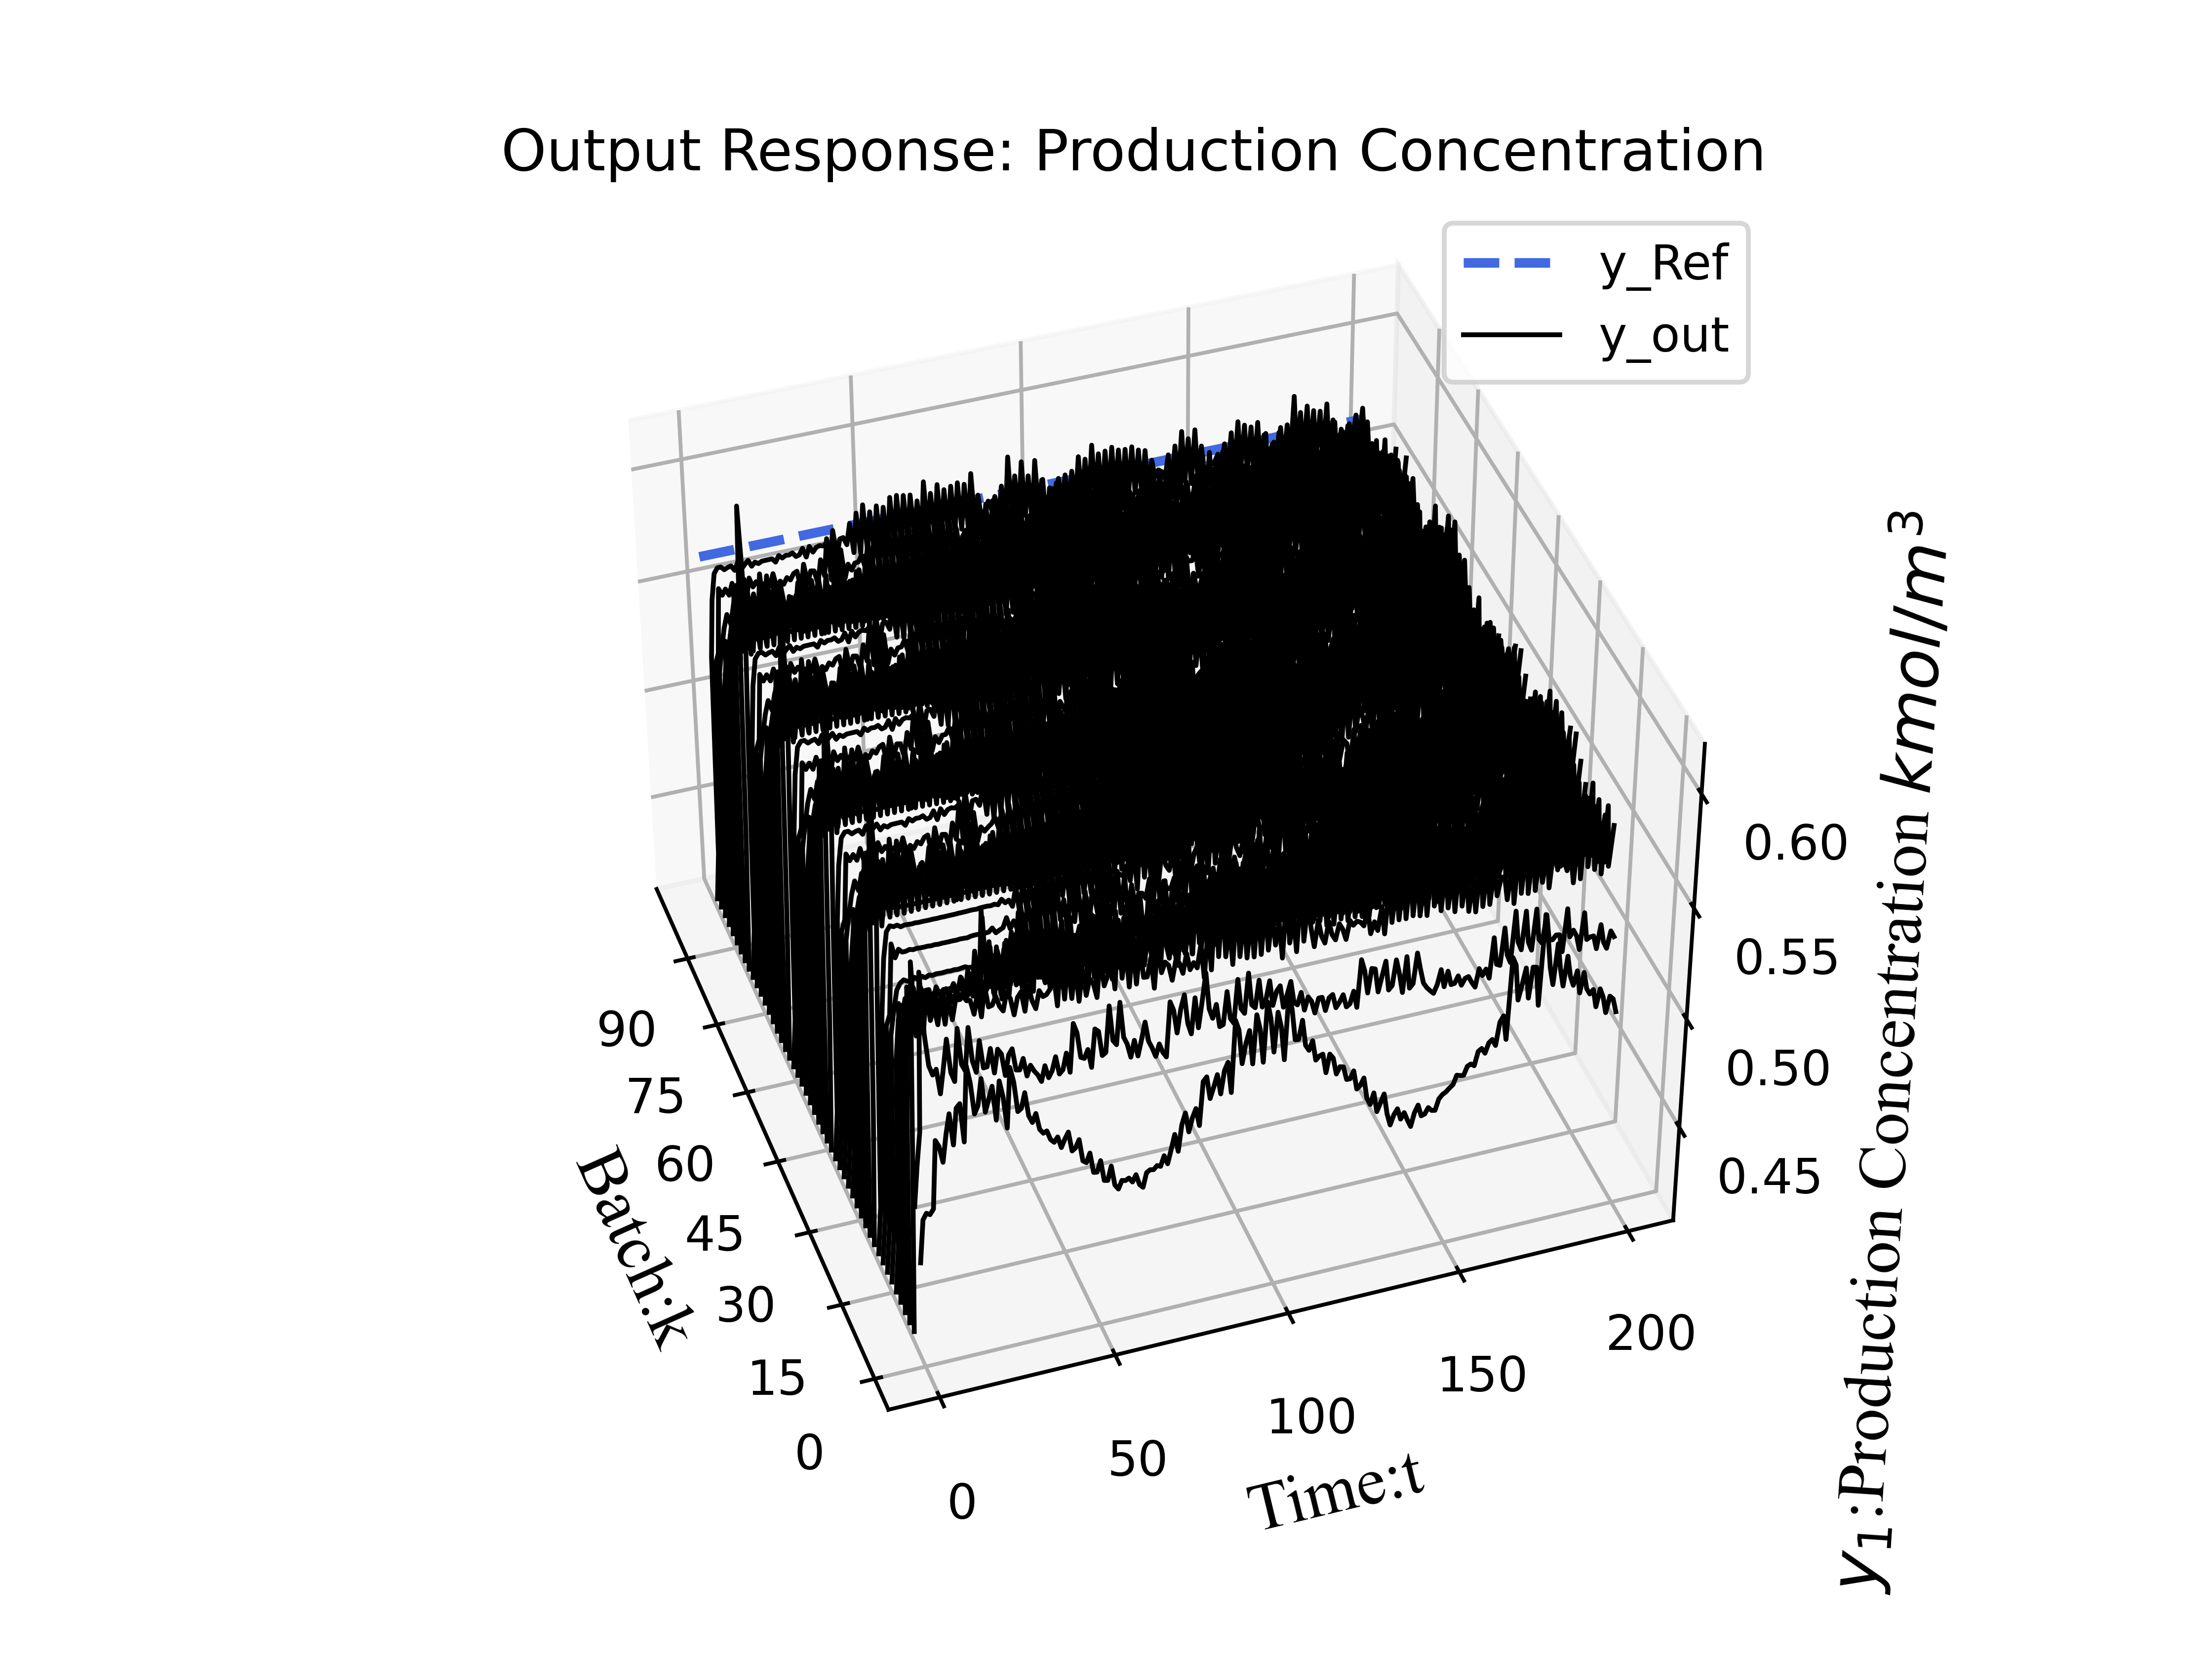 Output Response: Production Concentration
y_Ref
y_out
0.60
0.55
0.50
0.45
y₁:Production Concentration kmol/m³
90
75
60
45
30
15
0
Batch:k
0
50
100
150
200
Time:t